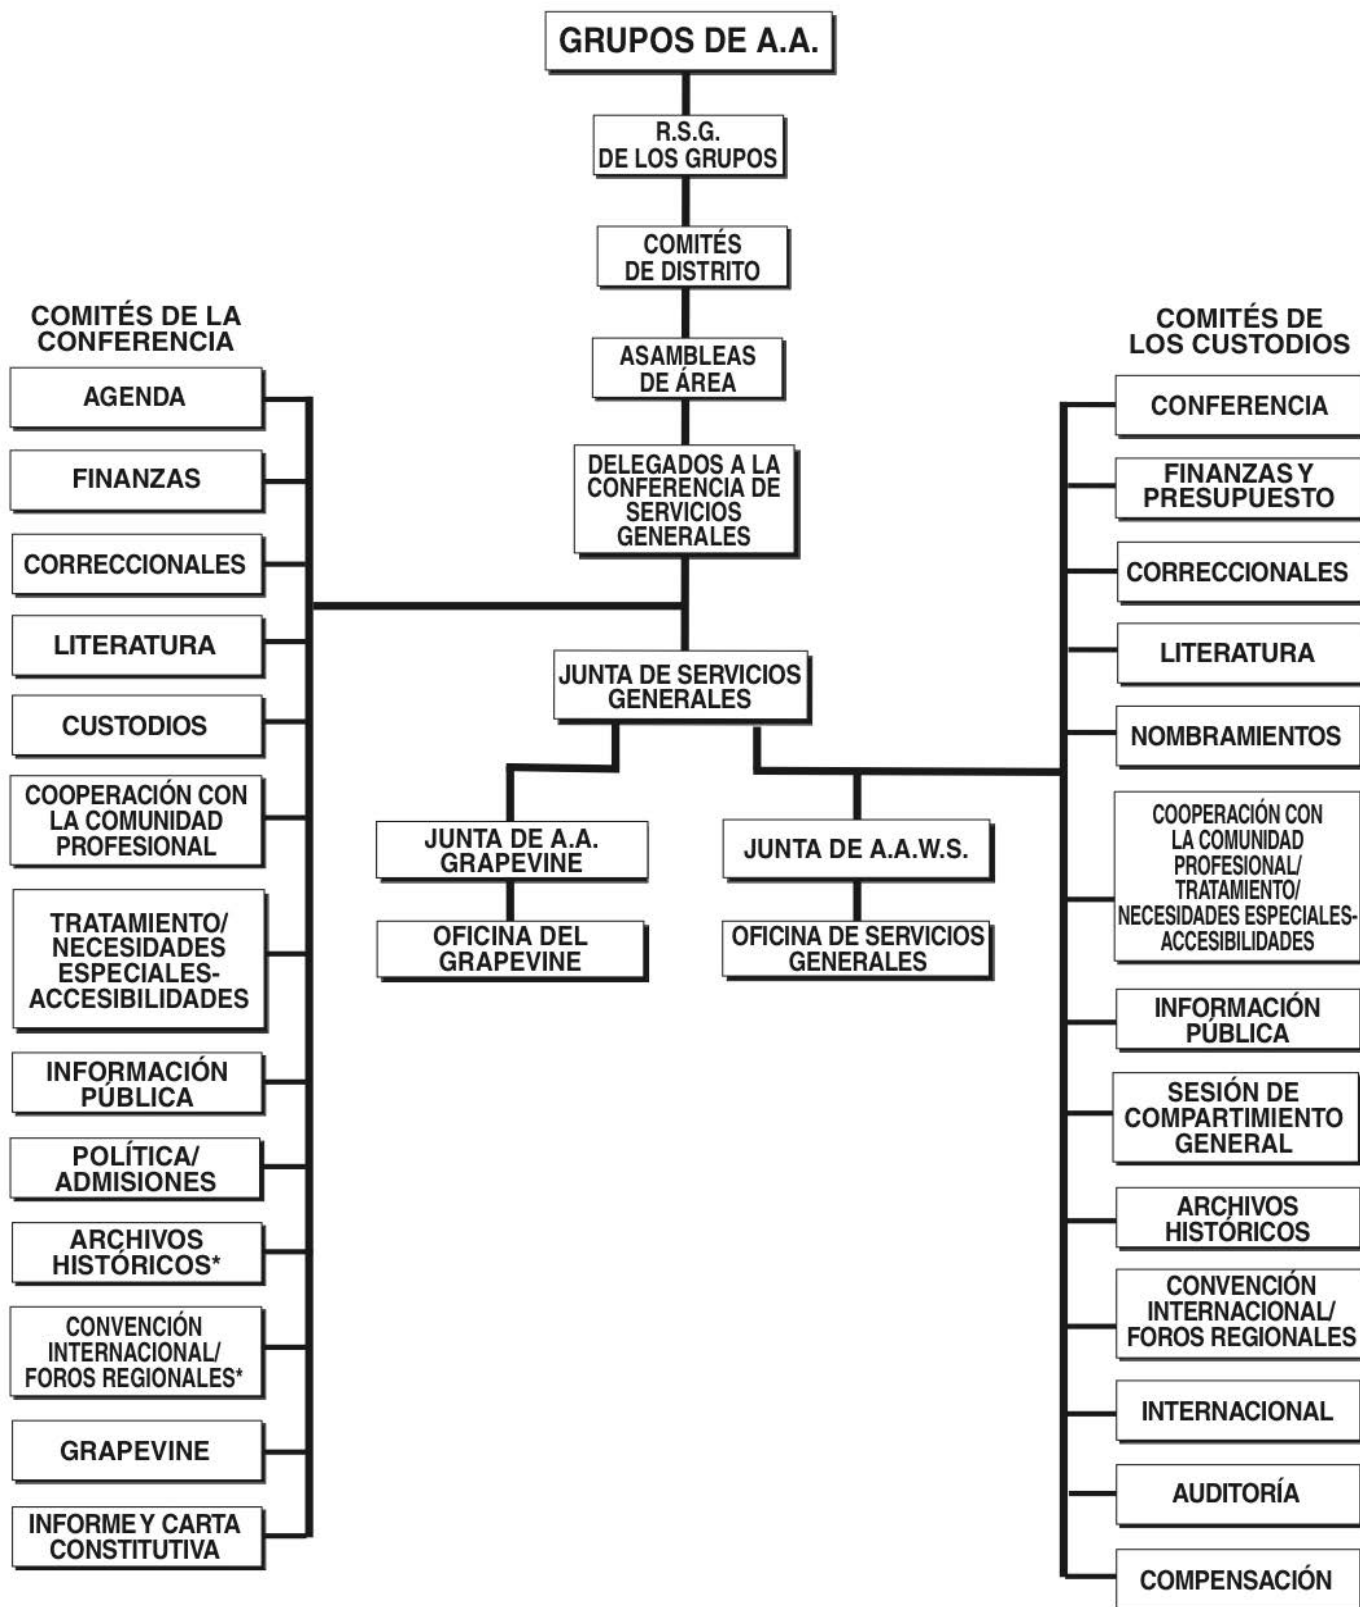 GRUPOS DE A.A.
R.S.G.
DE LOS GRUPOS
COMITÉS
DE DISTRITO
ASAMBLEAS
DE ÁREA
DELEGADOS A LA
CONFERENCIA DE
SERVICIOS
GENERALES
JUNTA DE SERVICIOS
GENERALES
JUNTA DE A.A.
GRAPEVINE
OFICINA DEL
GRAPEVINE
JUNTA DE A.A.W.S.
OFICINA DE SERVICIOS
GENERALES
COMITÉS DE LA
CONFERENCIA
AGENDA
FINANZAS
CORRECCIONALES
LITERATURA
CUSTODIOS
COOPERACIÓN CON
LA COMUNIDAD
PROFESIONAL
TRATAMIENTO/
NECESIDADES
ESPECIALES-
ACCESIBILIDADES
INFORMACIÓN
PÚBLICA
POLÍTICA/
ADMISIONES
ARCHIVOS
HISTÓRICOS*
CONVENCIÓN
INTERNACIONAL/
FOROS REGIONALES*
GRAPEVINE
INFORME Y CARTA
CONSTITUTIVA
COMITÉS DE
LOS CUSTODIOS
CONFERENCIA
FINANZAS Y
PRESUPUESTO
CORRECCIONALES
LITERATURA
NOMBRAMIENTOS
COOPERACIÓN CON
LA COMUNIDAD
PROFESIONAL/
TRATAMIENTO/
NECESIDADES ESPECIALES-
ACCESIBILIDADES
INFORMACIÓN
PÚBLICA
SESIÓN DE
COMPARTIMIENTO
GENERAL
ARCHIVOS
HISTÓRICOS
CONVENCIÓN
INTERNACIONAL/
FOROS REGIONALES
INTERNACIONAL
AUDITORÍA
COMPENSACIÓN